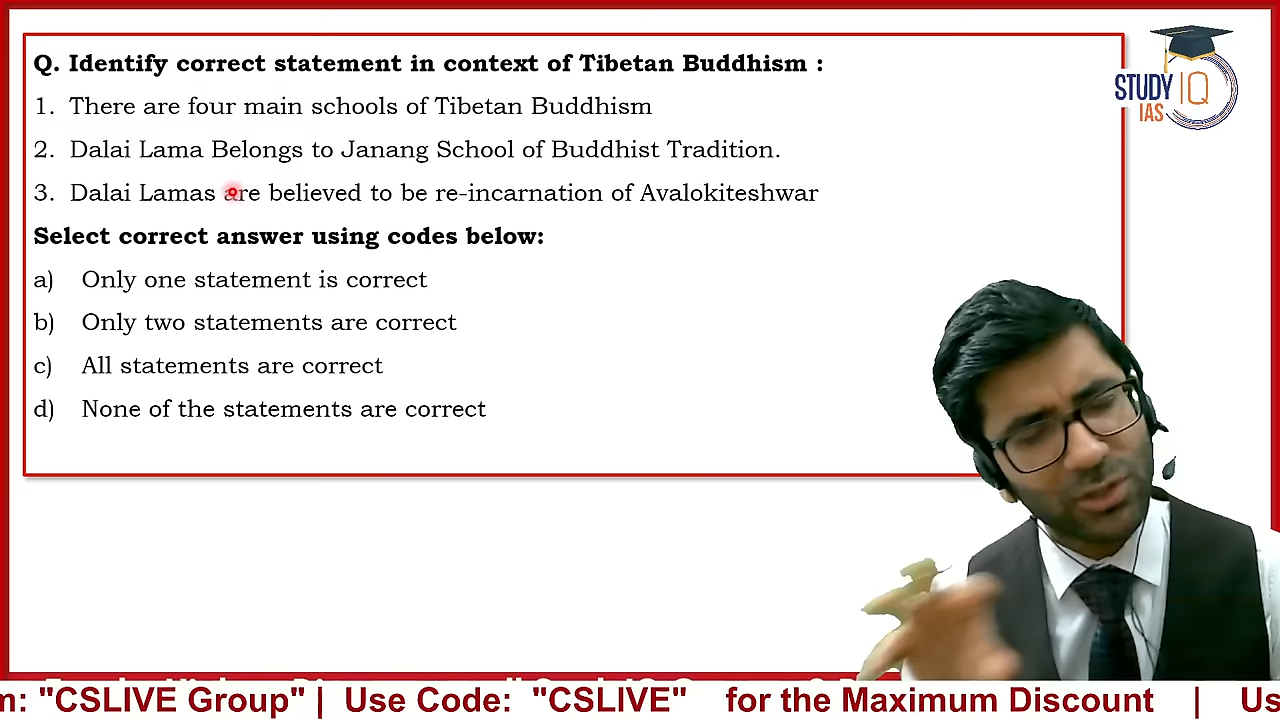 Q. Identify correct statement in context of Tibetan Buddhism :
1. There are four main schools of Tibetan Buddhism
2. Dalai Lama Belongs to Janang School of Buddhist Tradition.
3. Dalai Lamas are believed to be re-incarnation of Avalokiteshwar
Select correct answer using codes below:
a) Only one statement is correct
b) Only two statements are correct
c) All statements are correct
d) None of the statements are correct
STUDY IQ
IAS
m: "CSLIVE Group" | Use Code: "CSLIVE" for the Maximum Discount | Us